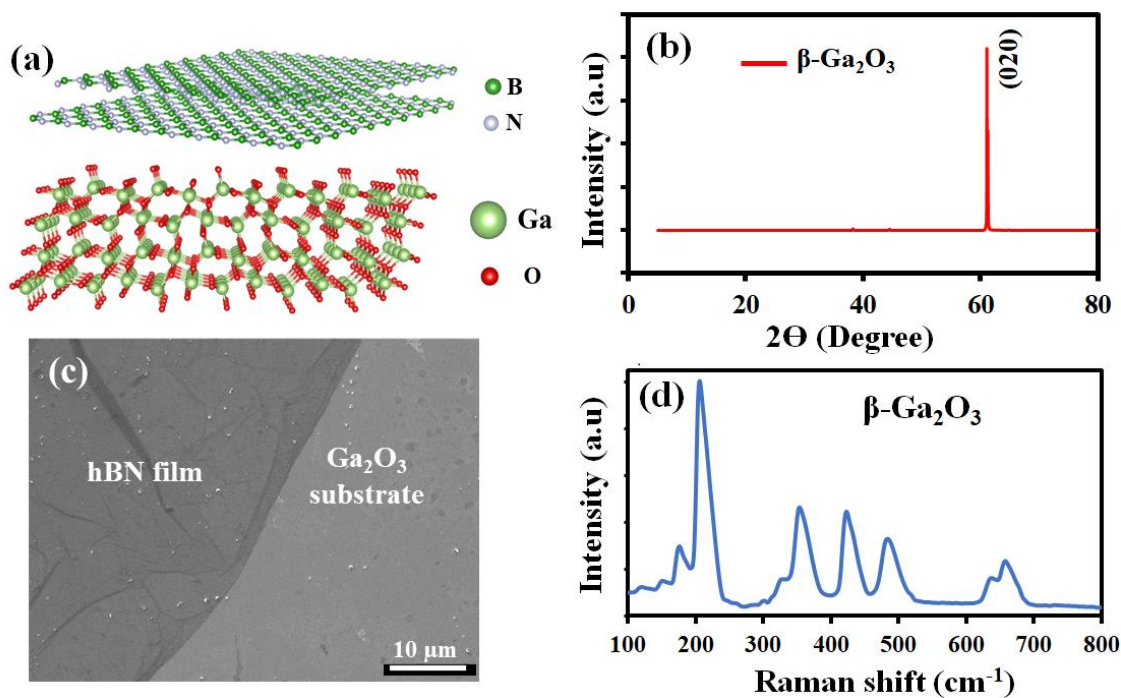 (a)
B
N
Ga
O
(b)
β-Ga₂O₃
(020)
Intensity (a.u)
0 20 40 60 80
2Ɵ (Degree)
(c)
hBN film
Ga₂O₃
substrate
10 µm
(d)
β-Ga₂O₃
Intensity (a.u)
100 200 300 400 500 600 700 800
Raman shift (cm⁻¹)